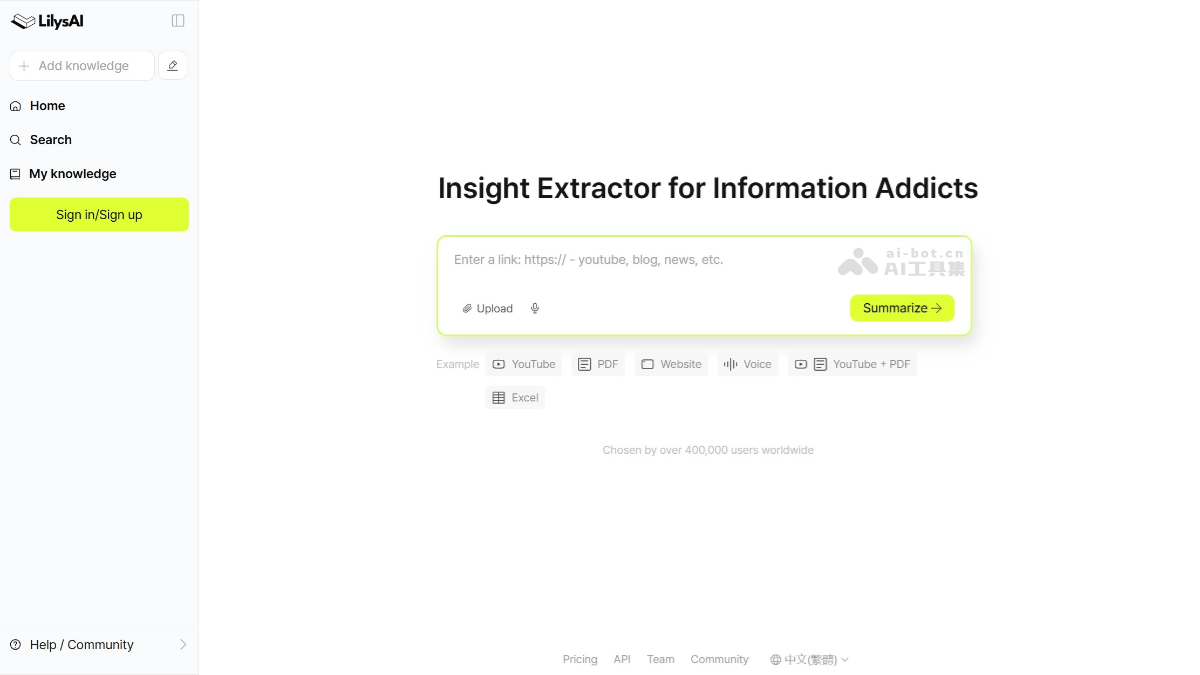 LilysAI
Add knowledge
Home
Search
My knowledge
Sign in/Sign up
Insight Extractor for Information Addicts
Enter a link: https:// - youtube, blog, news, etc.
ai-bot.cn
AI工具集
Upload
Summarize
Example YouTube PDF Website Voice YouTube + PDF
Excel
Chosen by over 400,000 users worldwide
Help / Community
Pricing API Team Community 中文(繁體)